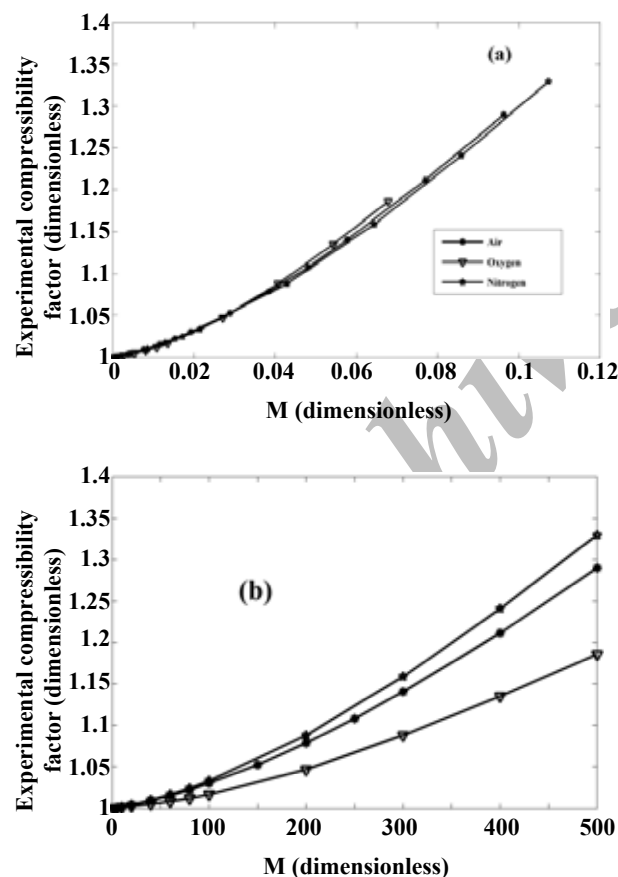 1.4
(a)
1.35
1.3
1.25
1.2
1.15
1.1
1.05
1
Experimental compressibility
factor (dimensionless)
Air
Oxygen
Nitrogen
0 0.02 0.04 0.06 0.08 0.1 0.12
M (dimensionless)
1.4
1.35
(b)
1.3
1.25
1.2
1.15
1.1
1.05
1
Experimental compressibility
factor (dimensionless)
0 100 200 300 400 500
M (dimensionless)